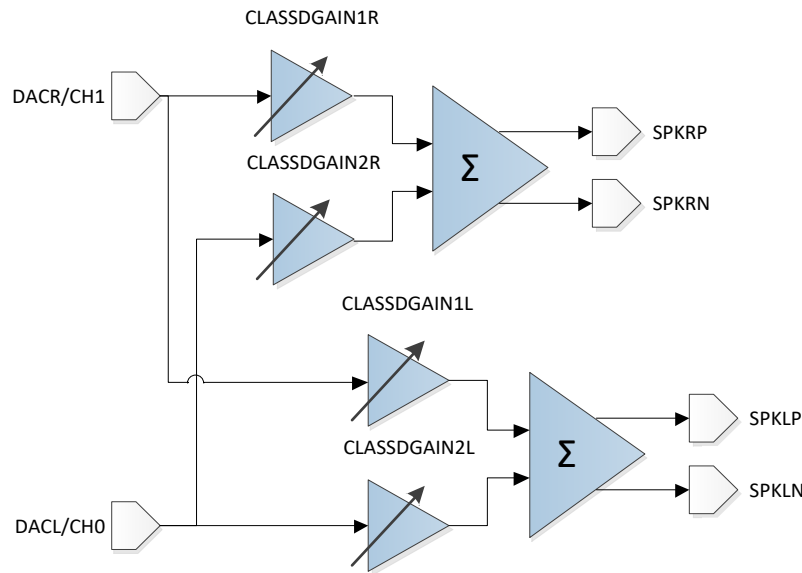 CLASSDGAIN1R
DACR/CH1
SPKRP
CLASSDGAIN2R
Σ
SPKRN
CLASSDGAIN1L
SPKLP
CLASSDGAIN2L
Σ
SPKLN
DACL/CH0